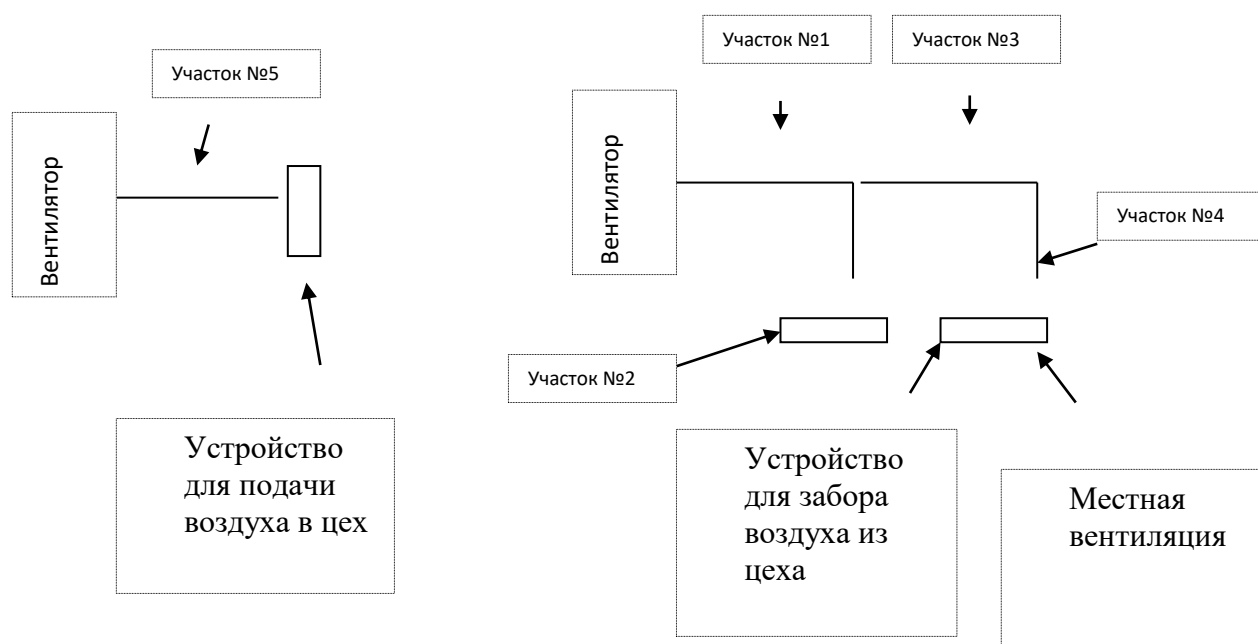 Участок №5
Вентилятор
Устройство
для подачи
воздуха в цех
Участок №1
Участок №3
Вентилятор
Участок №4
Участок №2
Устройство
для забора
воздуха из
цеха
Местная
вентиляция